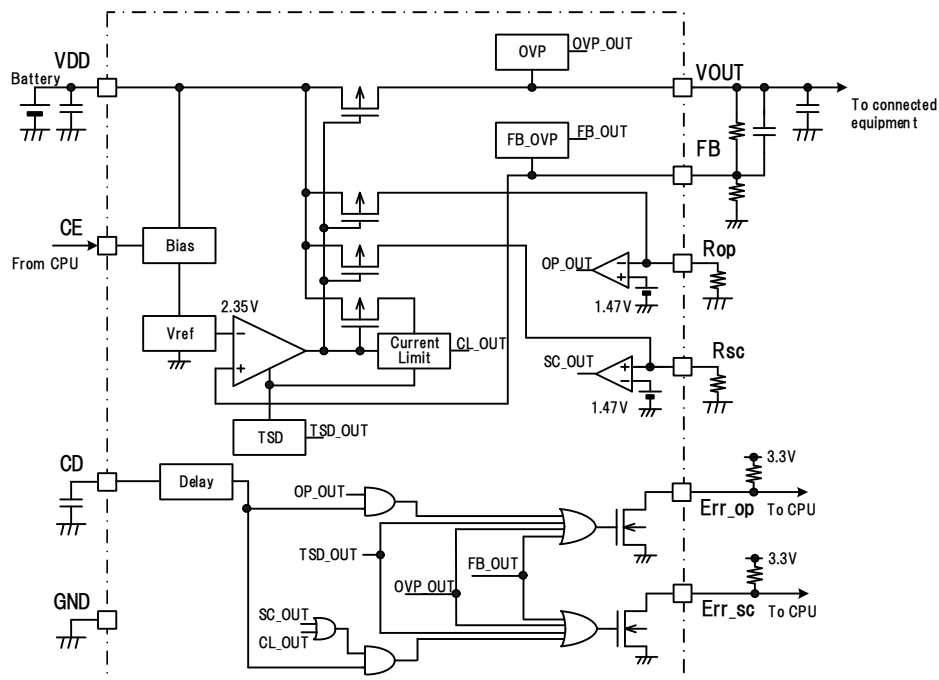 OVP
OVP_OUT
VDD
VOUT
Battery
To connected
equipment
FB_OVP
FB_OUT
FB
CE
From CPU
Bias
Rop
OP_OUT
1.47V
2.35V
Vref
Current
Limit
CL_OUT
Rsc
SC_OUT
1.47V
TSD
TSD_OUT
CD
Delay
3.3V
OP_OUT
Err_op
To CPU
TSD_OUT
FB_OUT
OVP_OUT
3.3V
GND
SC_OUT
CL_OUT
Err_sc
To CPU